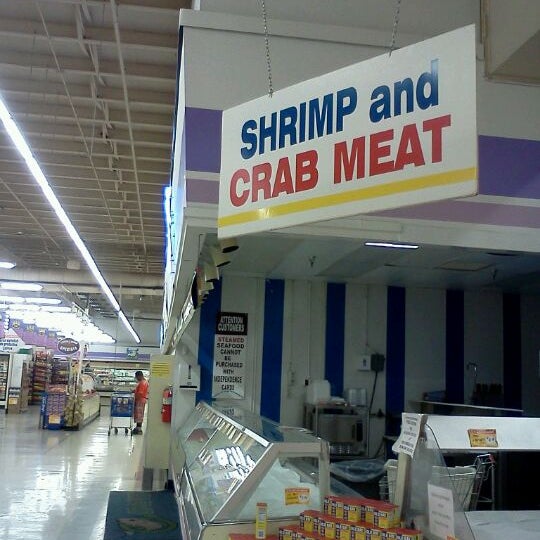 SHRIMP and
CRAB MEAT
ATTENTION
CUSTOMERS
STEAMED
SEAFOOD
CANNOT
BE
PURCHASED
WITH
INDEPENDENCE
CARD!